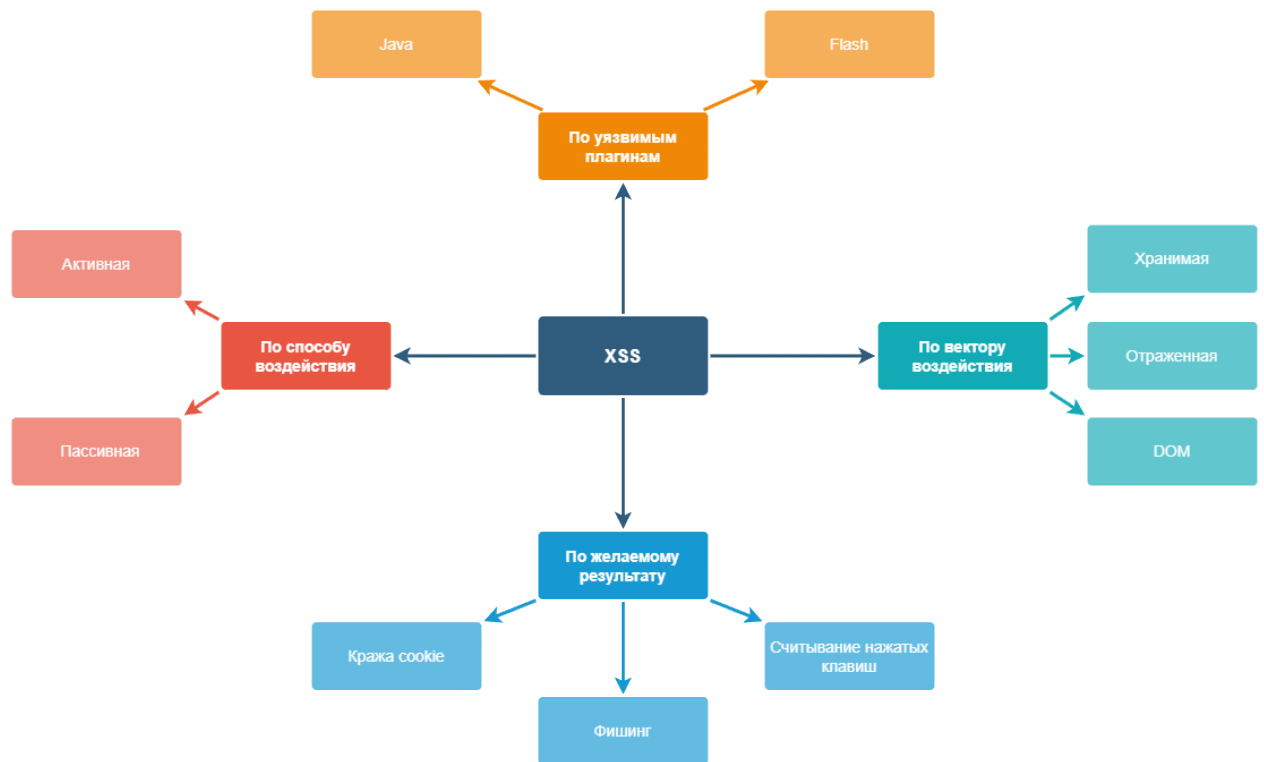 Java
Flash
По уязвимым
плагинам
Активная
Хранимая
По способу
воздействия
XSS
По вектору
воздействия
Отраженная
Пассивная
DOM
По желаемому
результату
Кража cookie
Считывание нажатых
клавиш
Фишинг